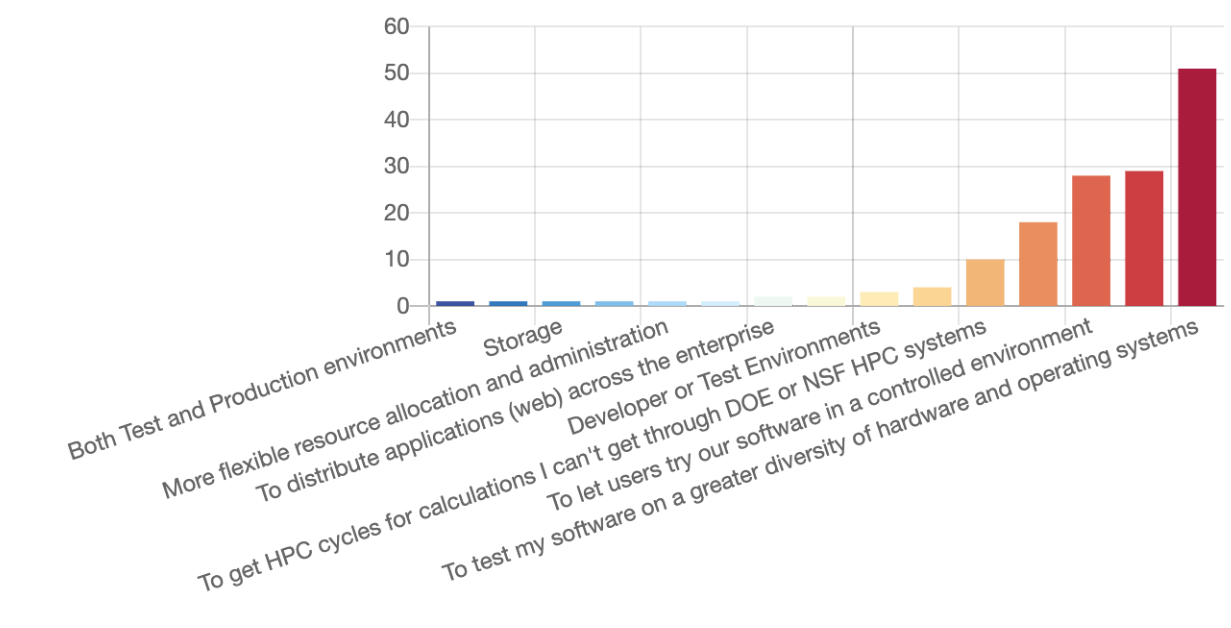 60
50
40
30
20
10
0
Both Test and Production environments
Storage
More flexible resource allocation and administration
To distribute applications (web) across the enterprise
Developer or Test Environments
To get HPC cycles for calculations I can't get through DOE or NSF HPC systems
To let users try our software in a controlled environment
To test my software on a greater diversity of hardware and operating systems